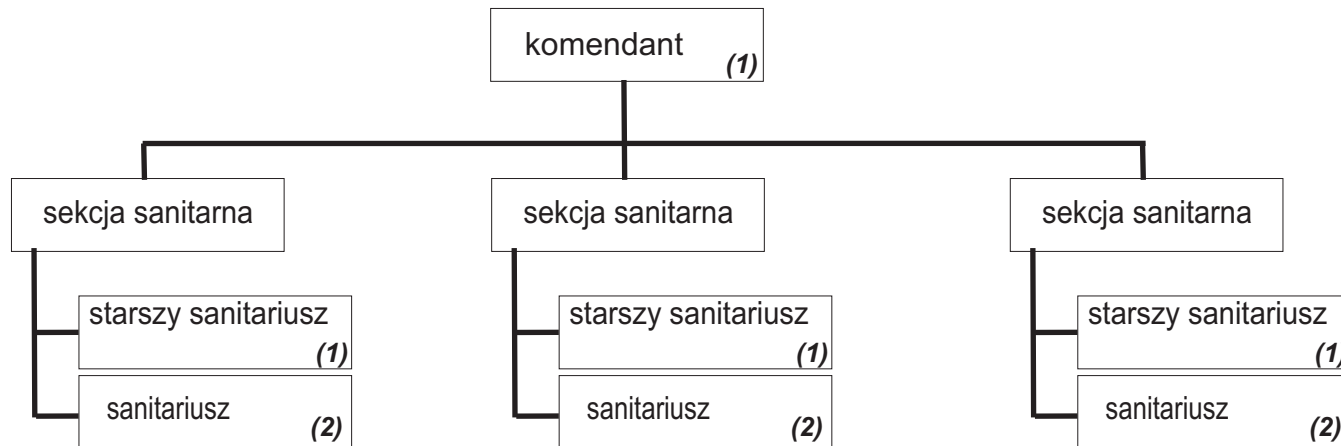 komendant
(1)
sekcja sanitarna
starszy sanitariusz
(1)
sanitariusz
(2)
sekcja sanitarna
starszy sanitariusz
(1)
sanitariusz
(2)
sekcja sanitarna
starszy sanitariusz
(1)
sanitariusz
(2)